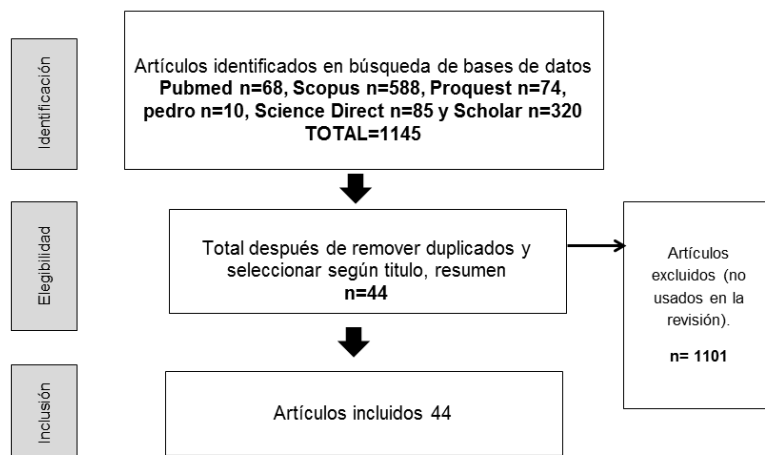 Identificación
Artículos identificados en búsqueda de bases de datos
Pubmed n=68, Scopus n=588, Proquest n=74,
pedro n=10, Science Direct n=85 y Scholar n=320
TOTAL=1145
Elegibilidad
Total después de remover duplicados y
seleccionar según titulo, resumen
n=44
Artículos
excluidos (no
usados en la
revisión).
n= 1101
Inclusión
Artículos incluidos 44